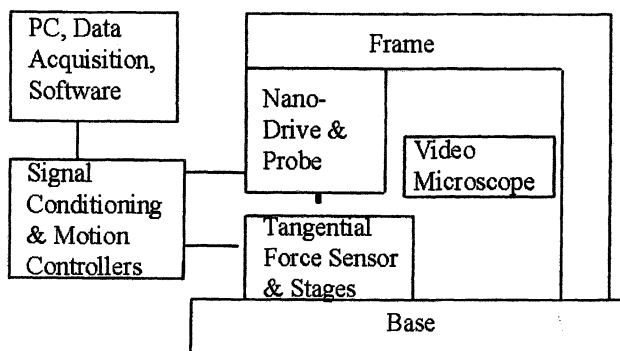 PC, Data
Acquisition,
Software
Frame
Nano-
Drive &
Probe
Video
Microscope
Signal
Conditioning
& Motion
Controllers
Tangential
Force Sensor
& Stages
Base